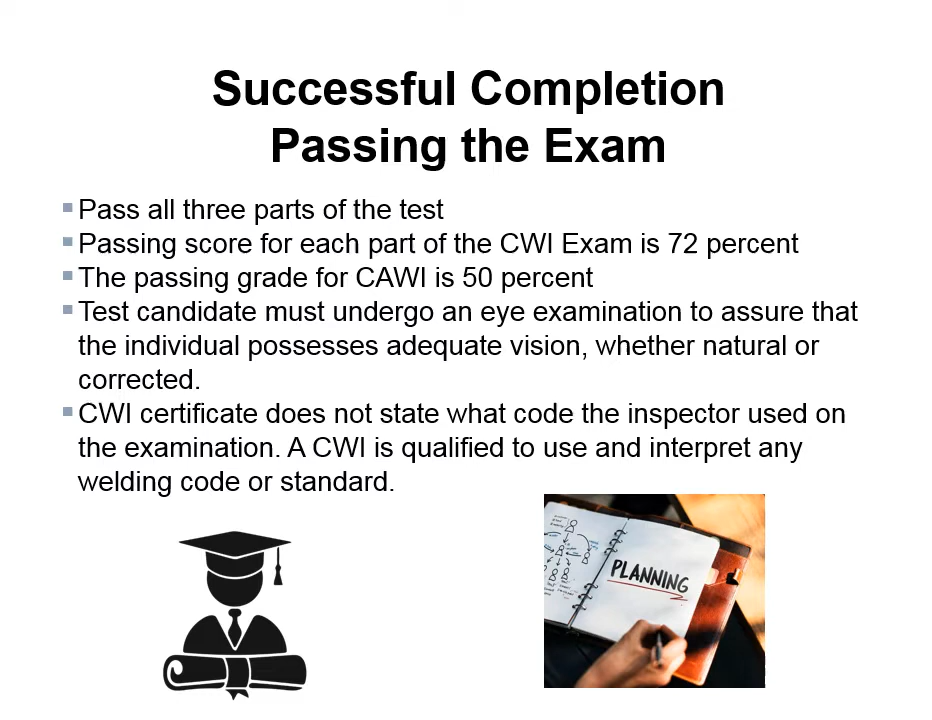 Successful Completion
Passing the Exam
Pass all three parts of the test
Passing score for each part of the CWI Exam is 72 percent
The passing grade for CAWI is 50 percent
Test candidate must undergo an eye examination to assure that
the individual possesses adequate vision, whether natural or
corrected.
CWI certificate does not state what code the inspector used on
the examination. A CWI is qualified to use and interpret any
welding code or standard.
PLANNING